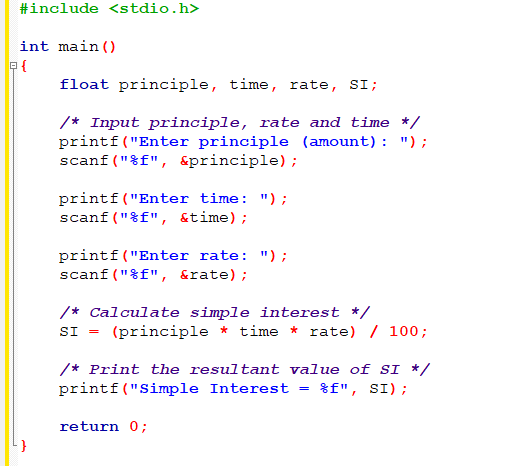 #include <stdio.h>
int main()
{
float principle, time, rate, SI;
/* Input principle, rate and time */
printf("Enter principle (amount): ");
scanf("%f", &principle);
printf("Enter time: ");
scanf("%f", &time);
printf("Enter rate: ");
scanf("%f", &rate);
/* Calculate simple interest */
SI = (principle * time * rate) / 100;
/* Print the resultant value of SI */
printf("Simple Interest = %f", SI);
return 0;
}